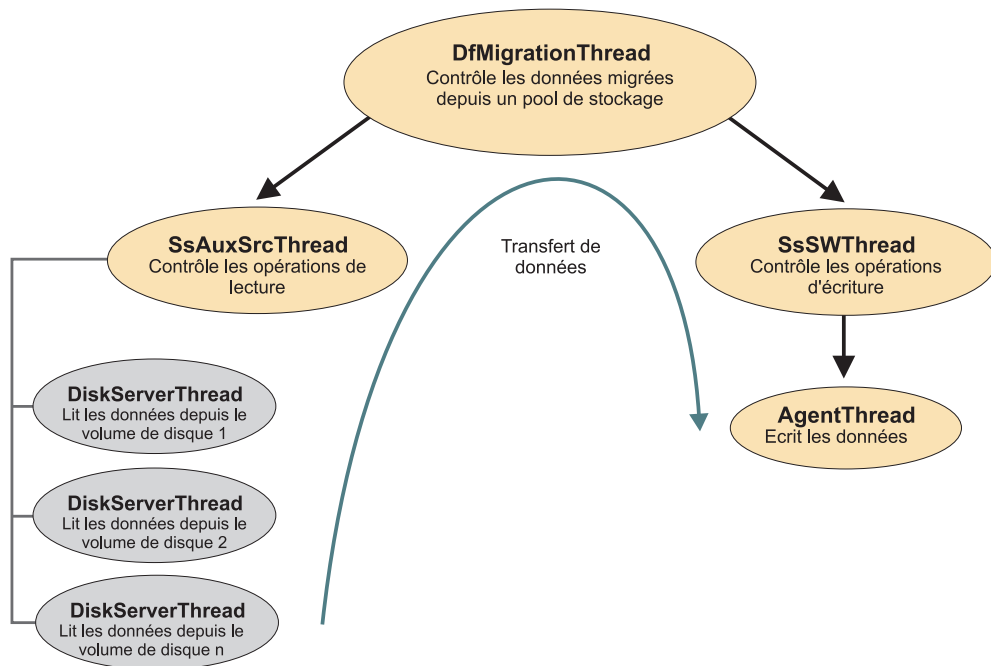 DfMigrationThread
Contrôle les données migrées
depuis un pool de stockage
SsAuxSrcThread
Contrôle les opérations de
lecture
Transfert de
données
SsSWThread
Contrôle les opérations
d'écriture
DiskServerThread
Lit les données depuis le
volume de disque 1
AgentThread
Ecrit les données
DiskServerThread
Lit les données depuis le
volume de disque 2
DiskServerThread
Lit les données depuis le
volume de disque n